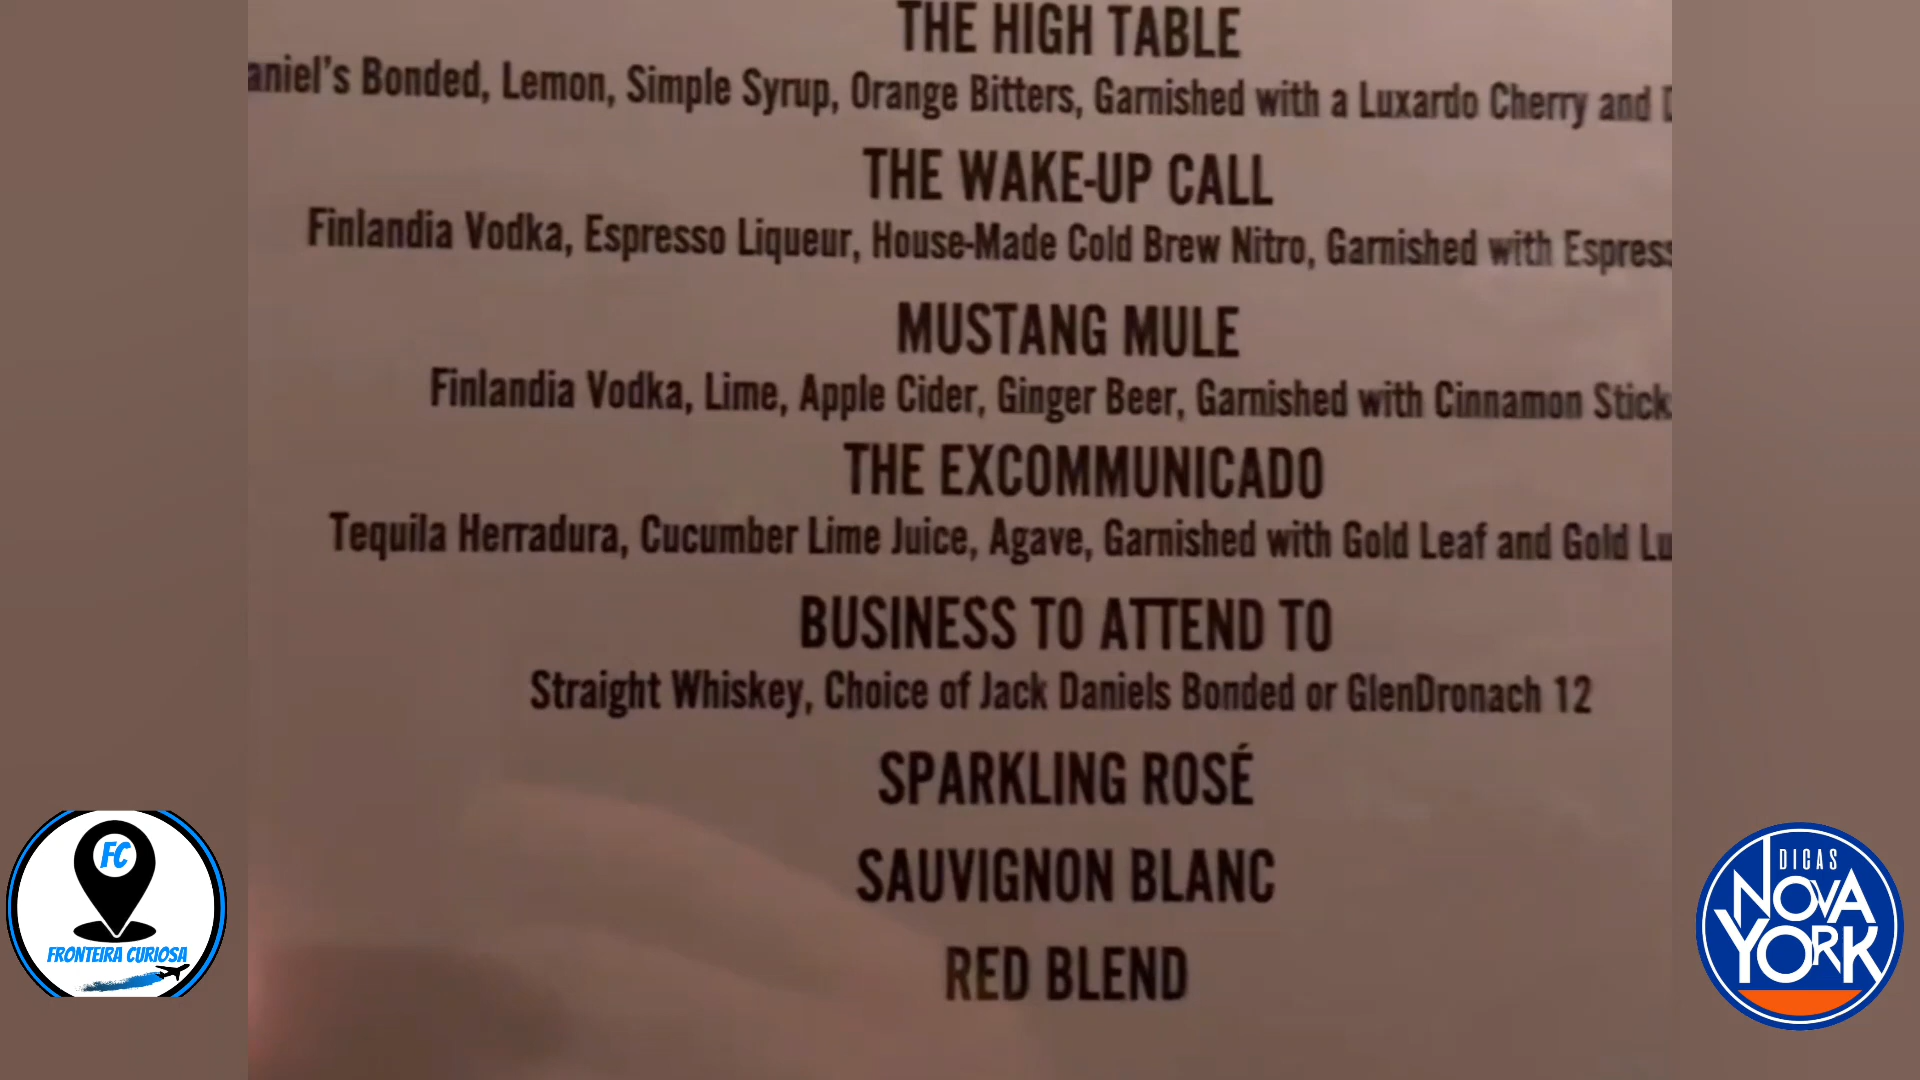 THE HIGH TABLE
aniel's Bonded, Lemon, Simple Syrup, Orange Bitters, Garnished with a Luxardo Cherry and
THE WAKE-UP CALL
Finlandia Vodka, Espresso Liqueur, House-Made Cold Brew Nitro, Garnished with Espress
MUSTANG MULE
Finlandia Vodka, Lime, Apple Cider, Ginger Beer, Garnished with Cinnamon Stick
THE EXCOMMUNICADO
Tequila Herradura, Cucumber Lime Juice, Agave, Garnished with Gold Leaf and Gold Lu
BUSINESS TO ATTEND TO
Straight Whiskey, Choice of Jack Daniels Bonded or GlenDronach 12
SPARKLING ROSÉ
SAUVIGNON BLANC
RED BLEND
FC
FRONTEIRA CURIOSA
DICAS
NOVA
YORK